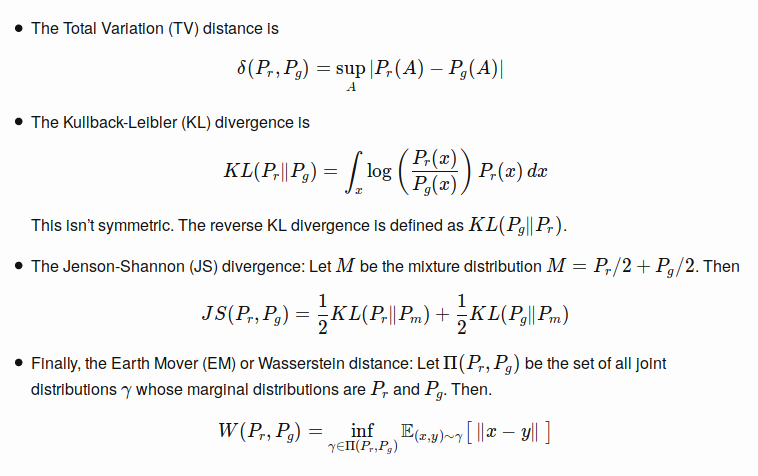 • The Total Variation (TV) distance is
δ(P_r, P_g) = sup_A |P_r(A) − P_g(A)|
• The Kullback-Leibler (KL) divergence is
KL(P_r‖P_g) = ∫_x log(P_r(x)/P_g(x)) P_r(x) dx
This isn't symmetric. The reverse KL divergence is defined as KL(P_g‖P_r).
• The Jenson-Shannon (JS) divergence: Let M be the mixture distribution M = P_r/2 + P_g/2. Then
JS(P_r, P_g) = 1/2 KL(P_r‖P_m) + 1/2 KL(P_g‖P_m)
• Finally, the Earth Mover (EM) or Wasserstein distance: Let Π(P_r, P_g) be the set of all joint
distributions γ whose marginal distributions are P_r and P_g. Then.
W(P_r, P_g) = inf_{γ∈Π(P_r,P_g)} 𝔼_{(x,y)∼γ}[ ‖x − y‖ ]